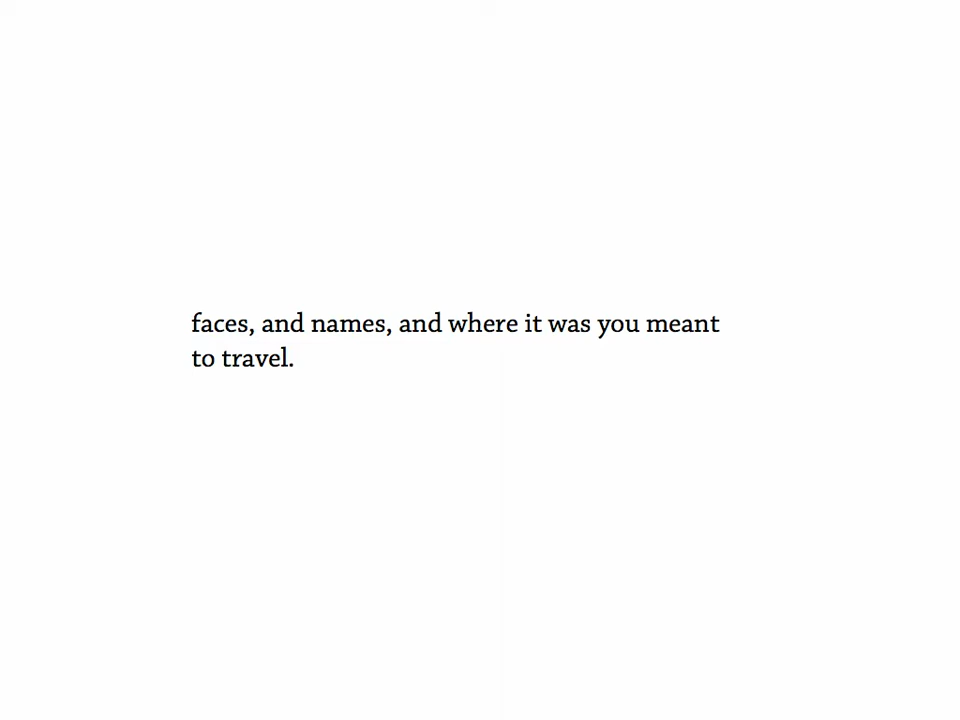 faces, and names, and where it was you meant
to travel.